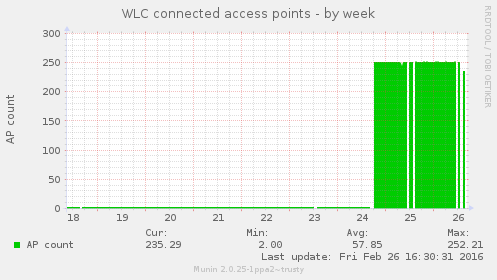 WLC connected access points - by week
RRDTOOL / TOBI OETIKER
AP count
300
250
200
150
100
50
0
18 19 20 21 22 23 24 25 26
Cur: Min: Avg: Max:
AP count 235.29 2.00 57.85 252.21
Last update: Fri Feb 26 16:30:31 2016
Munin 2.0.25-1ppa2~trusty